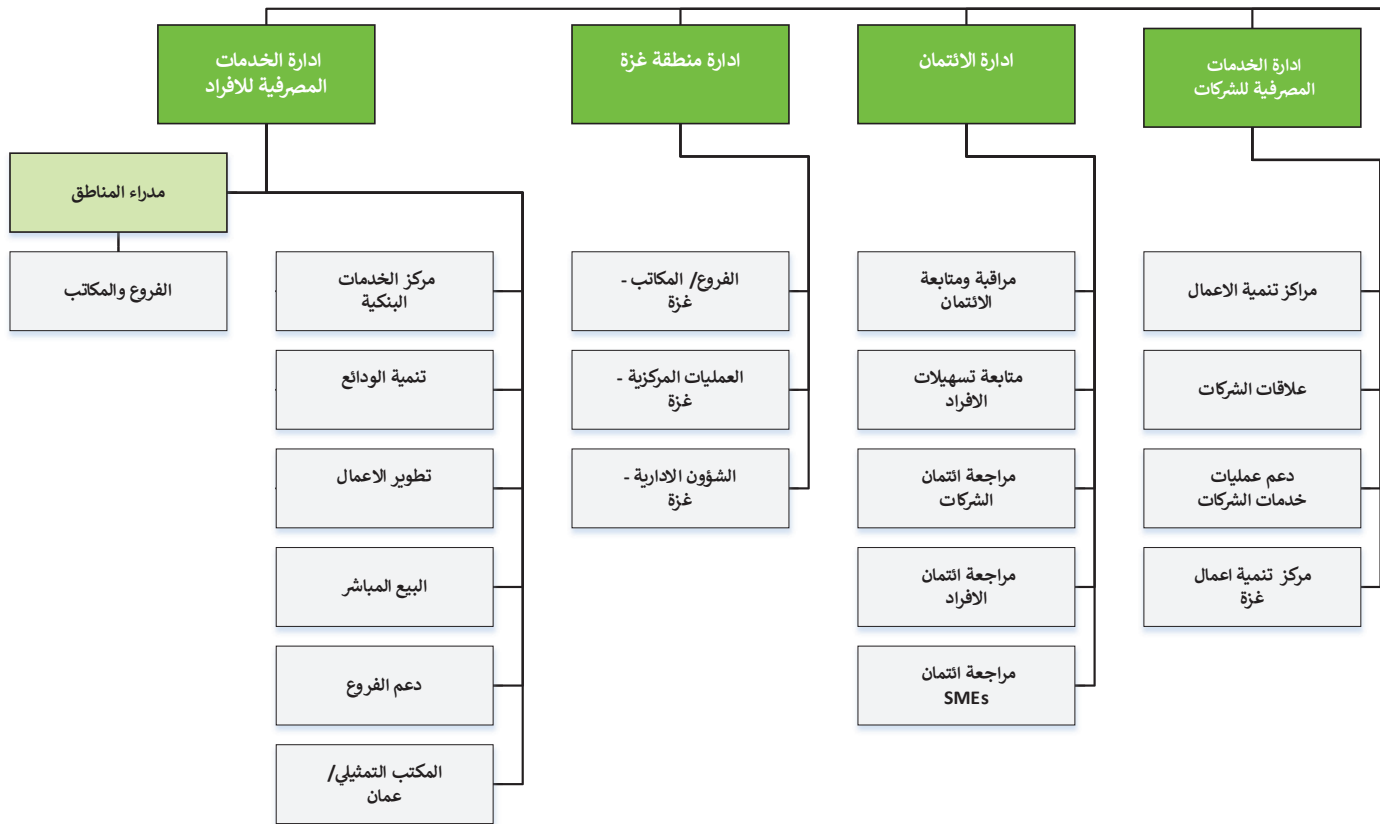 ادارة الخدمات
المصرفية للشركات
مراكز تنمية الاعمال
علاقات الشركات
دعم عمليات
خدمات الشركات
مركز تنمية اعمال
غزة
ادارة الائتمان
مراقبة ومتابعة
الائتمان
متابعة تسهيلات
الافراد
مراجعة ائتمان
الشركات
مراجعة ائتمان
الافراد
مراجعة ائتمان
SMEs
ادارة منطقة غزة
الفروع/ المكاتب -
غزة
العمليات المركزية -
غزة
الشؤون الادارية -
غزة
ادارة الخدمات
المصرفية للافراد
مدراء المناطق
الفروع والمكاتب
مركز الخدمات
البنكية
تنمية الودائع
تطوير الاعمال
البيع المباشر
دعم الفروع
المكتب التمثيلي/
عمان